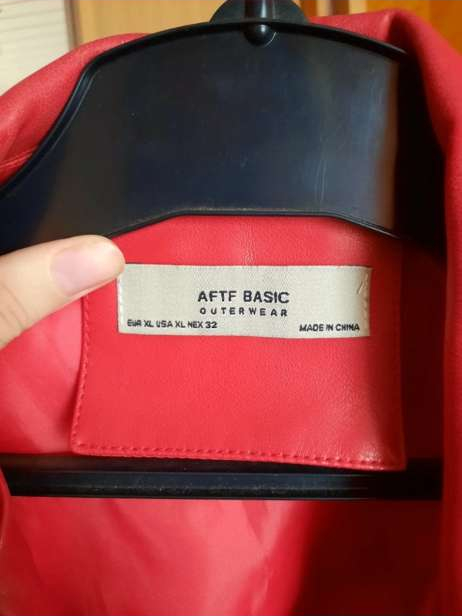 AFTF BASIC
OUTERWEAR
EUR XL USA XL MEX 32 MADE IN CHINA